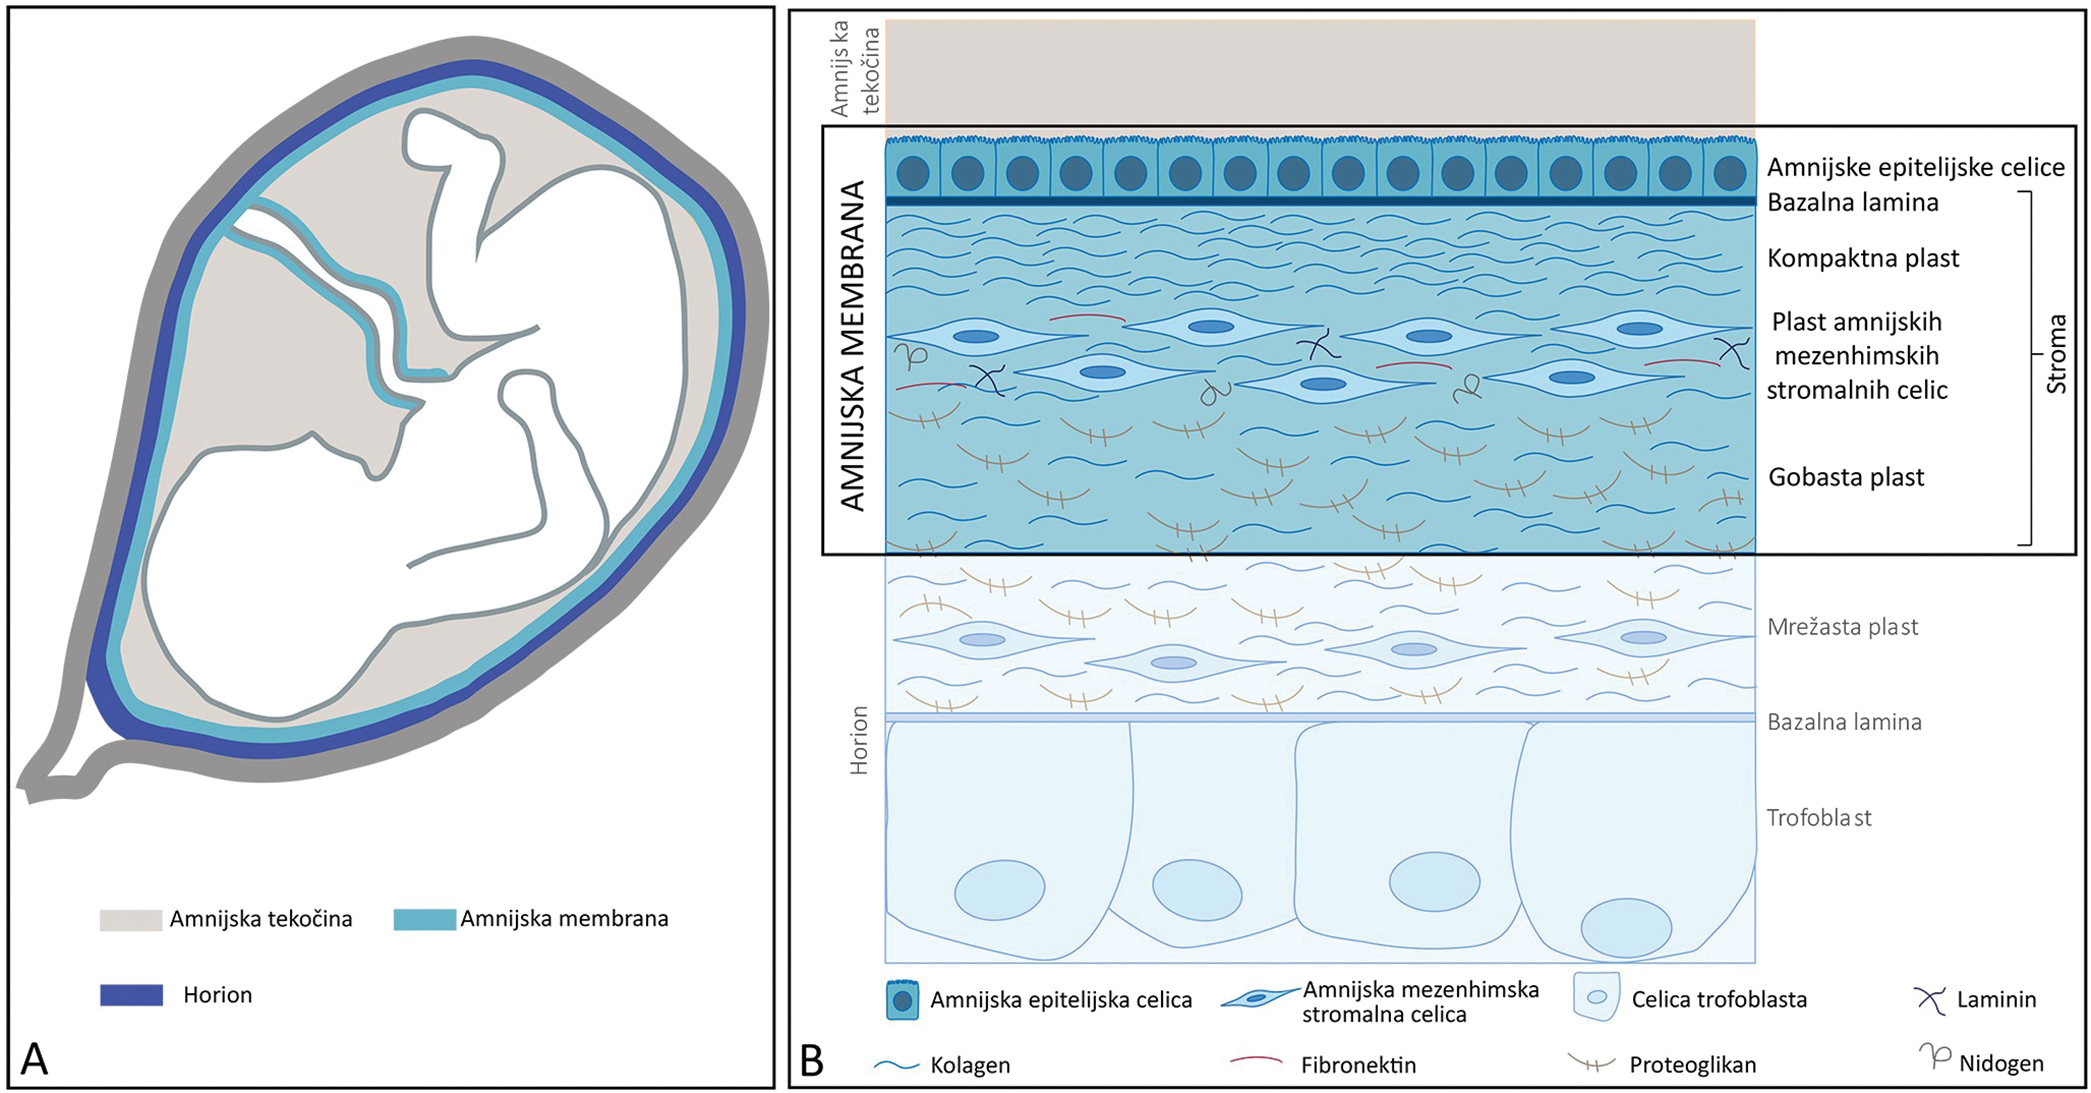 Amnijska tekočina
Amnijska membrana
Horion
A
Amnijska
tekočina
AMNIJSKA MEMBRANA
Amnijske epitelijske celice
Bazalna lamina
Kompaktna plast
Plast amnijskih
mezenhimskih
stromalnih celic
Gobasta plast
Stroma
Horion
Mrežasta plast
Bazalna lamina
Trofoblast
Amnijska epitelijska celica
Amnijska mezenhimska
stromalna celica
Celica trofoblasta
Laminin
Kolagen
Fibronektin
Proteoglikan
Nidogen
B